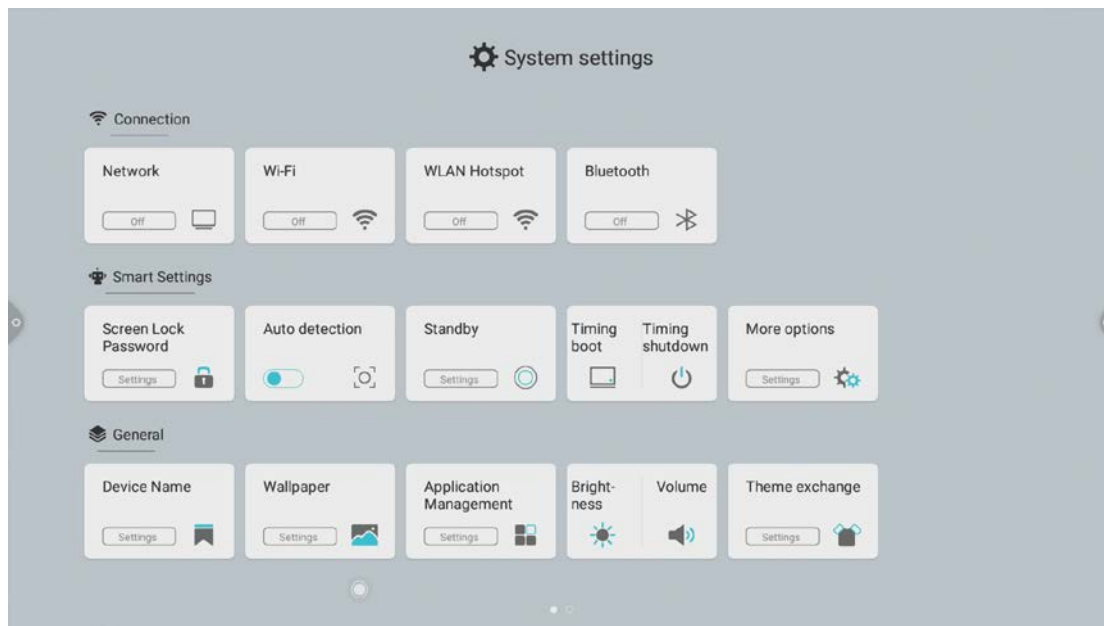 System settings
Connection
Network
Wi-Fi
WLAN Hotspot
Bluetooth
Off
Off
Off
Off
Smart Settings
Screen Lock
Password
Auto detection
Standby
Timing
boot
Timing
shutdown
More options
Settings
Settings
Settings
General
Device Name
Wallpaper
Application
Management
Bright-
ness
Volume
Theme exchange
Settings
Settings
Settings
Settings